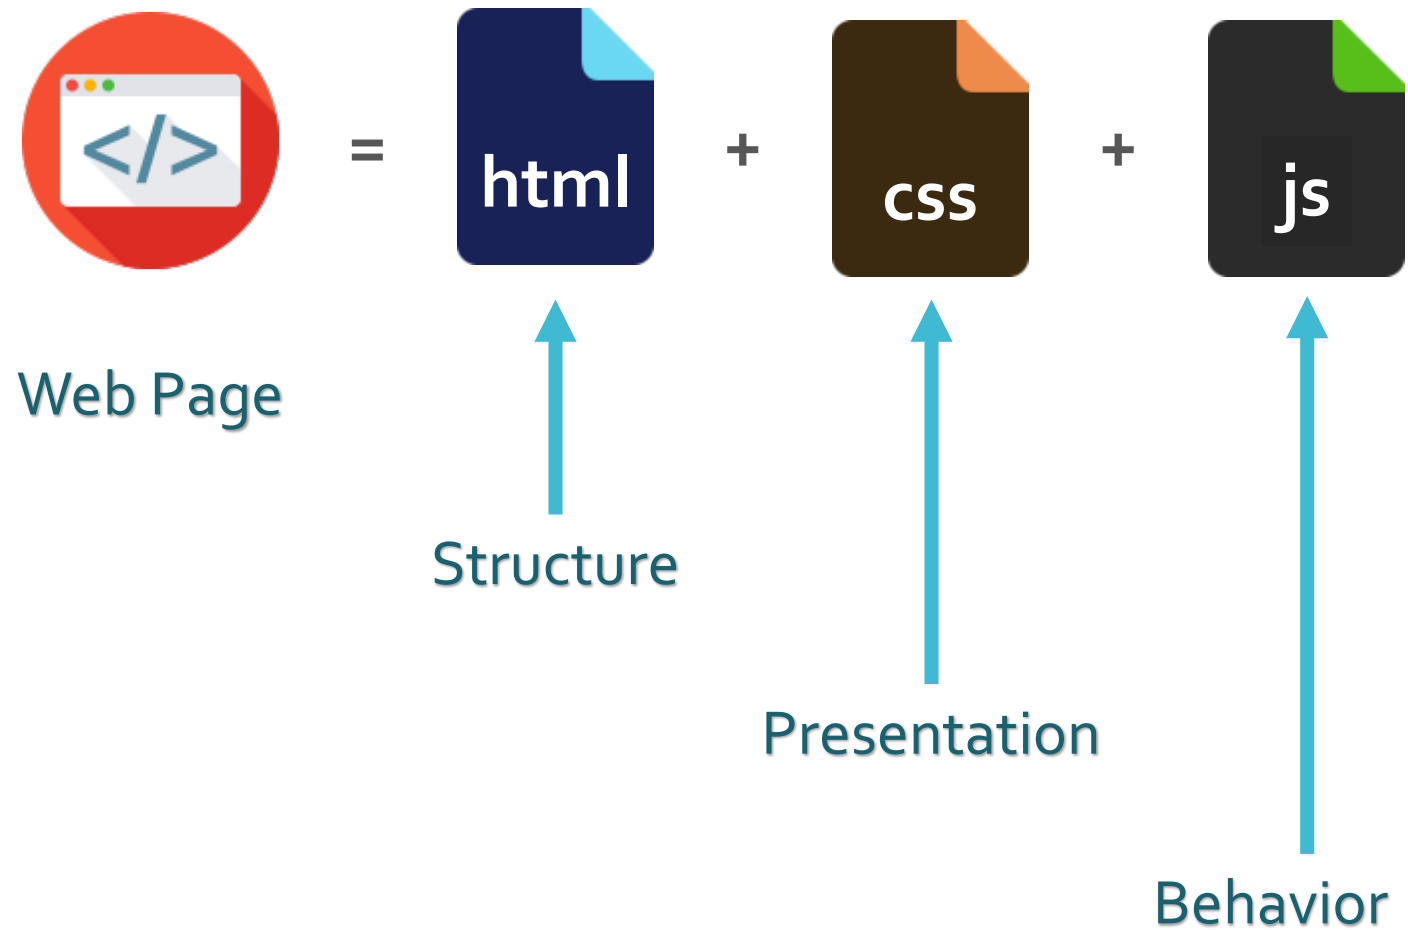 </>
=
html
+
css
+
js
Web Page
Structure
Presentation
Behavior